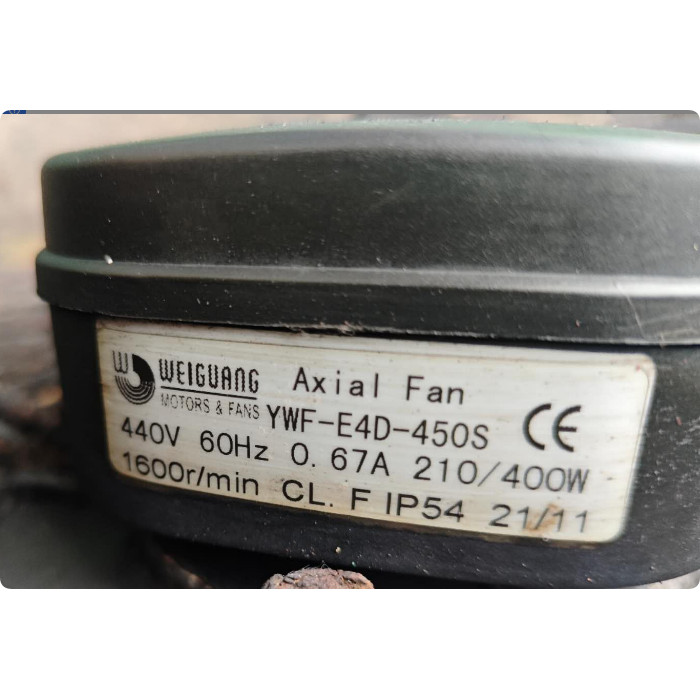 WEIGUANG Axial Fan
MOTORS & FANS YWF-E4D-450S CE
440V 60Hz 0.67A 210/400W
1600r/min CL. F IP54 21/11